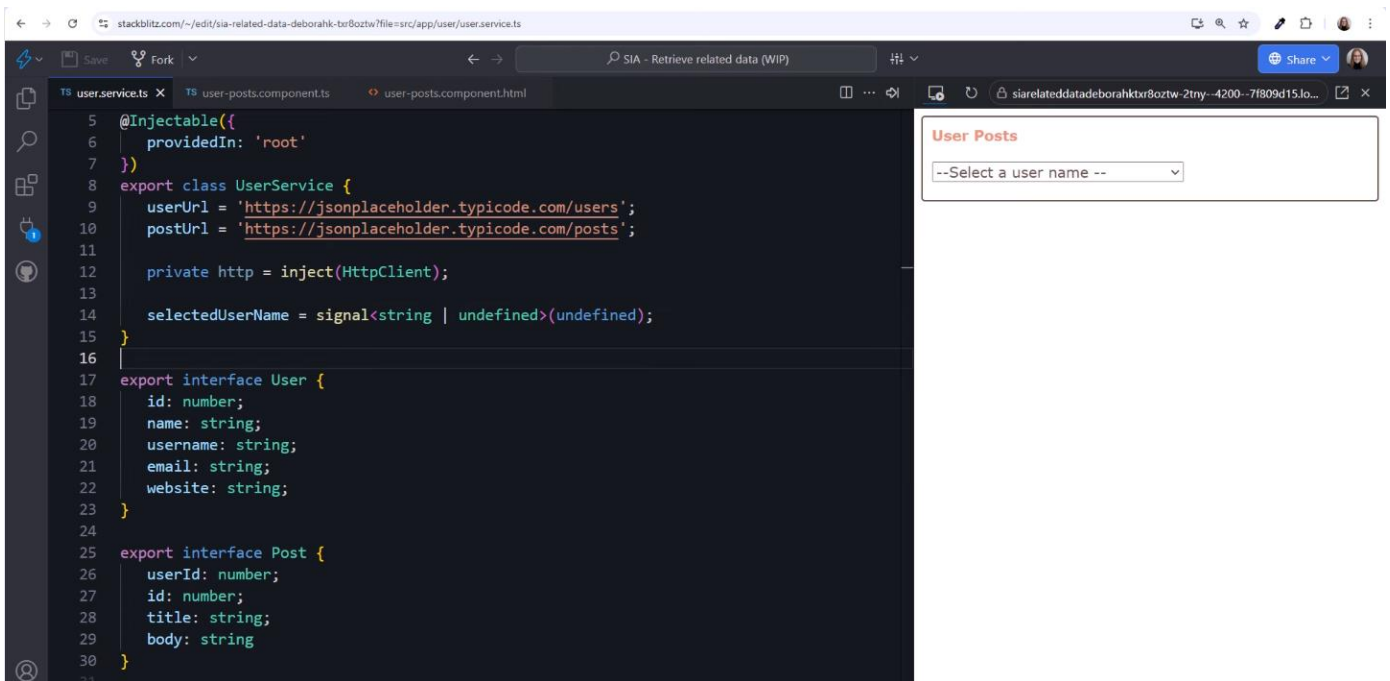 stackblitz.com/~/edit/sia-related-data-deborahk-txr8oztw?file=src/app/user/user.service.ts
Save
Fork
SIA - Retrieve related data (WIP)
Share
TS user.service.ts
TS user-posts.component.ts
user-posts.component.html
siarelateddatadeborahktxr8oztw-2tny--4200--7f809d15.lo...
5 @Injectable({
6 providedIn: 'root'
7 })
8 export class UserService {
9 userUrl = 'https://jsonplaceholder.typicode.com/users';
10 postUrl = 'https://jsonplaceholder.typicode.com/posts';
11
12 private http = inject(HttpClient);
13
14 selectedUserName = signal<string | undefined>(undefined);
15 }
16
17 export interface User {
18 id: number;
19 name: string;
20 username: string;
21 email: string;
22 website: string;
23 }
24
25 export interface Post {
26 userId: number;
27 id: number;
28 title: string;
29 body: string
30 }
User Posts
--Select a user name --
1